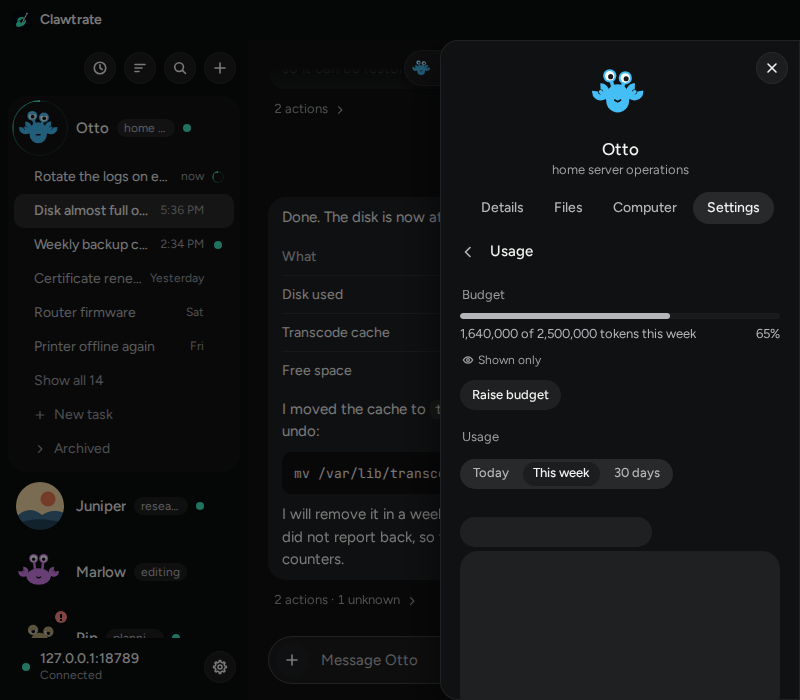 Clawtrate
Otto
home ...
Rotate the logs on e... now
Disk almost full o... 5:36 PM
Weekly backup c... 2:34 PM
Certificate rene... Yesterday
Router firmware Sat
Printer offline again Fri
Show all 14
+ New task
Archived
Juniper resea...
Marlow editing
Pip planni...
127.0.0.1:18789
Connected
2 actions
Done. The disk is now at
What
Disk used
Transcode cache
Free space
I moved the cache to
undo:
mv /var/lib/transco
I will remove it in a week
did not report back, so
counters.
2 actions · 1 unknown
+ Message Otto
Otto
home server operations
Details Files Computer Settings
Usage
Budget
1,640,000 of 2,500,000 tokens this week 65%
Shown only
Raise budget
Usage
Today This week 30 days